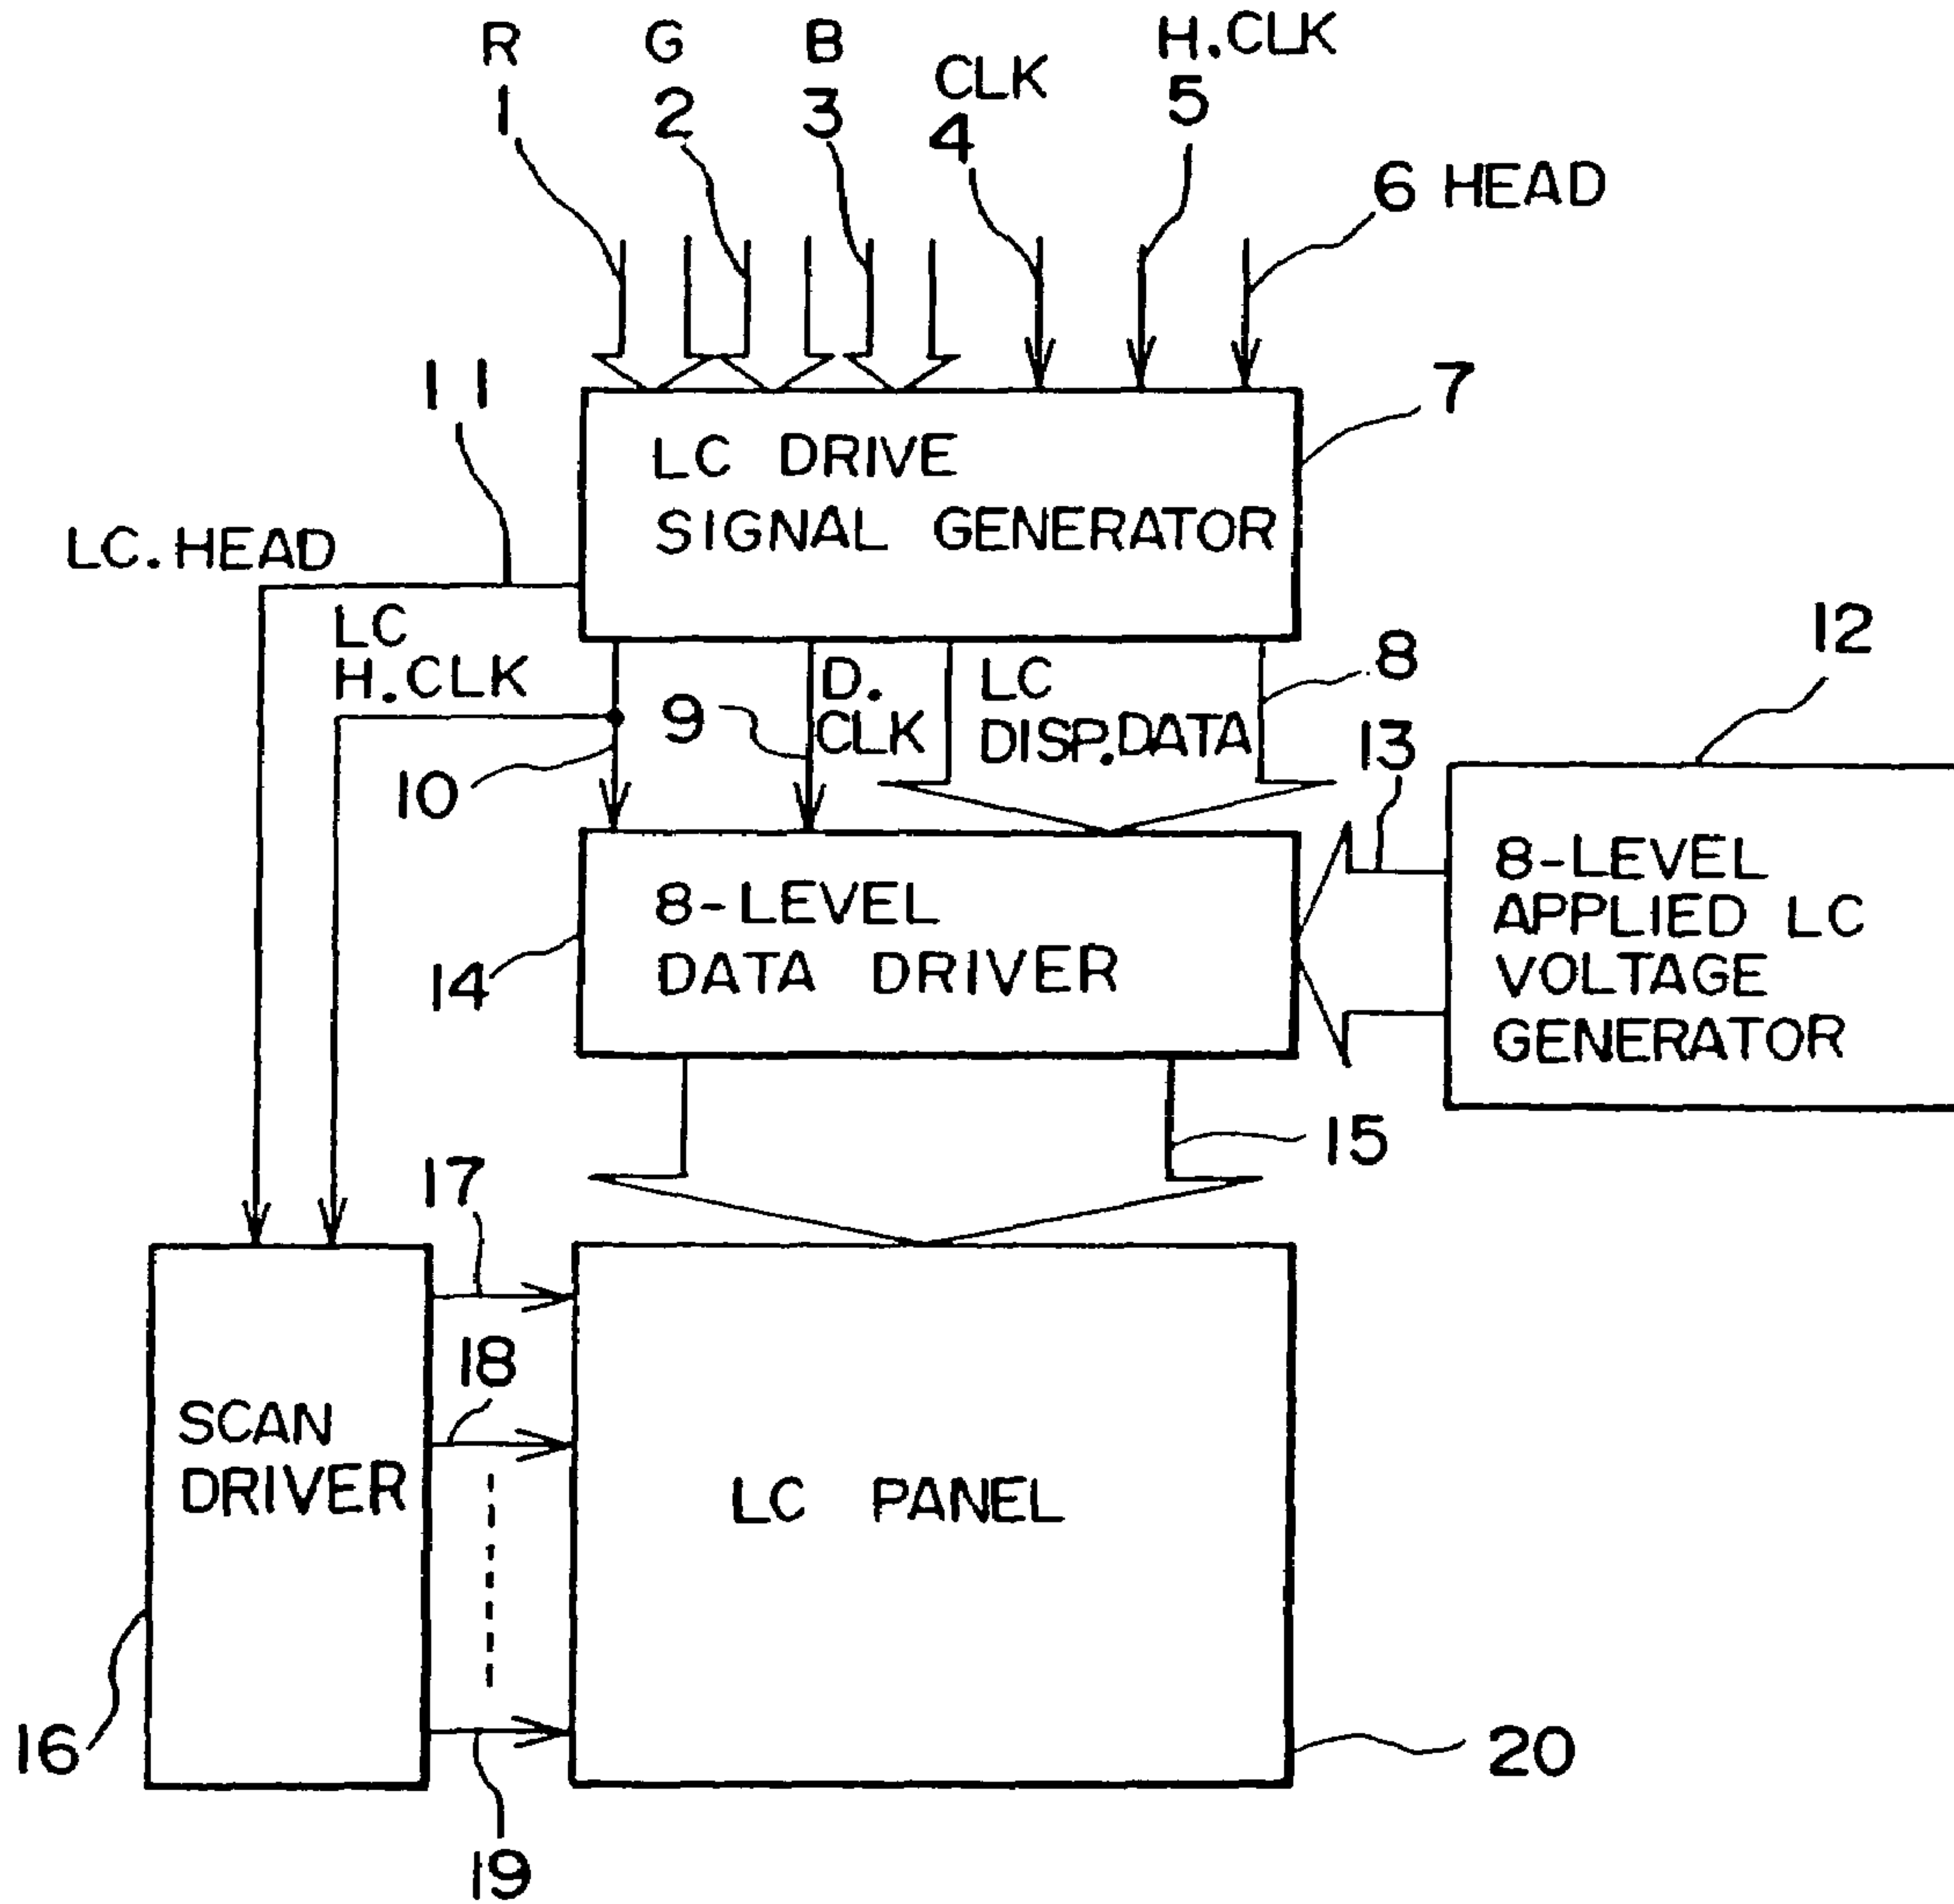 R
G
B
CLK
H.CLK
1
2
3
4
5
6 HEAD
7
LC DRIVE
SIGNAL GENERATOR
11
LC.HEAD
LC
H.CLK
10
9
D.
CLK
LC
DISP.DATA
8
12
13
8-LEVEL
APPLIED LC
VOLTAGE
GENERATOR
8-LEVEL
DATA DRIVER
14
15
17
18
SCAN
DRIVER
LC PANEL
16
19
20